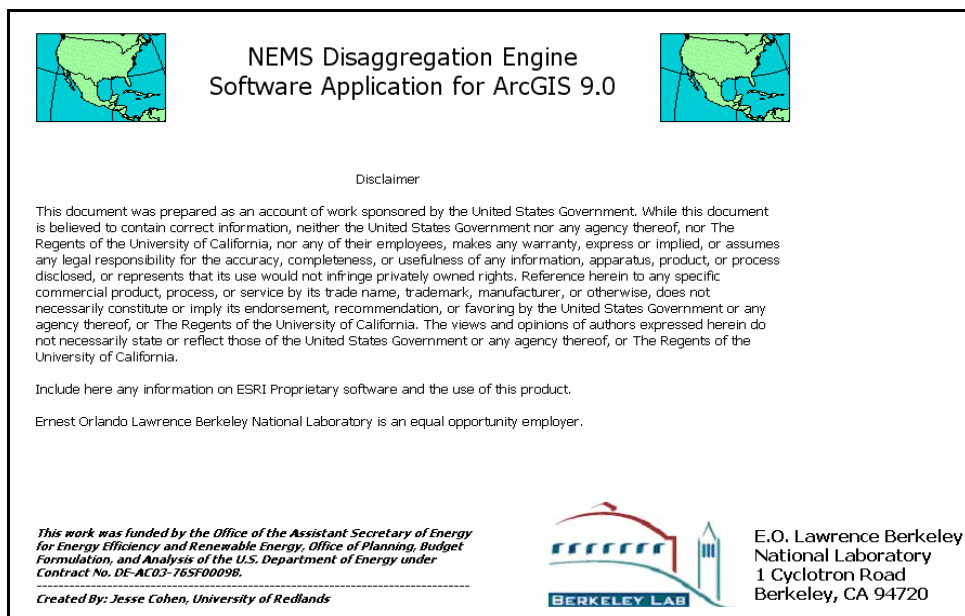 NEMS Disaggregation Engine
Software Application for ArcGIS 9.0
Disclaimer
This document was prepared as an account of work sponsored by the United States Government. While this document
is believed to contain correct information, neither the United States Government nor any agency thereof, nor The
Regents of the University of California, nor any of their employees, makes any warranty, express or implied, or assumes
any legal responsibility for the accuracy, completeness, or usefulness of any information, apparatus, product, or process
disclosed, or represents that its use would not infringe privately owned rights. Reference herein to any specific
commercial product, process, or service by its trade name, trademark, manufacturer, or otherwise, does not
necessarily constitute or imply its endorsement, recommendation, or favoring by the United States Government or any
agency thereof, or The Regents of the University of California. The views and opinions of authors expressed herein do
not necessarily state or reflect those of the United States Government or any agency thereof, or The Regents of the
University of California.
Include here any information on ESRI Proprietary software and the use of this product.
Ernest Orlando Lawrence Berkeley National Laboratory is an equal opportunity employer.
This work was funded by the Office of the Assistant Secretary of Energy
for Energy Efficiency and Renewable Energy, Office of Planning, Budget
Formulation, and Analysis of the U.S. Department of Energy under
Contract No. DE-AC03-76SF00098.
Created By: Jesse Cohen, University of Redlands
BERKELEY LAB
E.O. Lawrence Berkeley
National Laboratory
1 Cyclotron Road
Berkeley, CA 94720